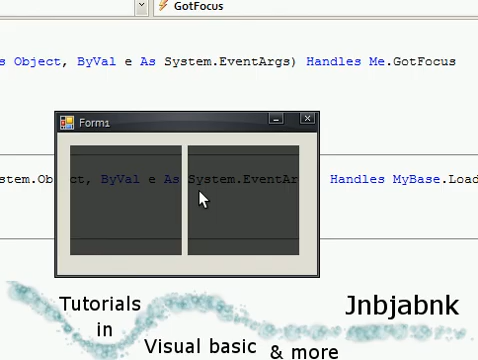 GotFocus
s Object, ByVal e As System.EventArgs) Handles Me.GotFocus
Form1
stem.Object, ByVal e As System.EventAr Handles MyBase.Load
Tutorials
in
Visual basic
& more
Jnbjabnk